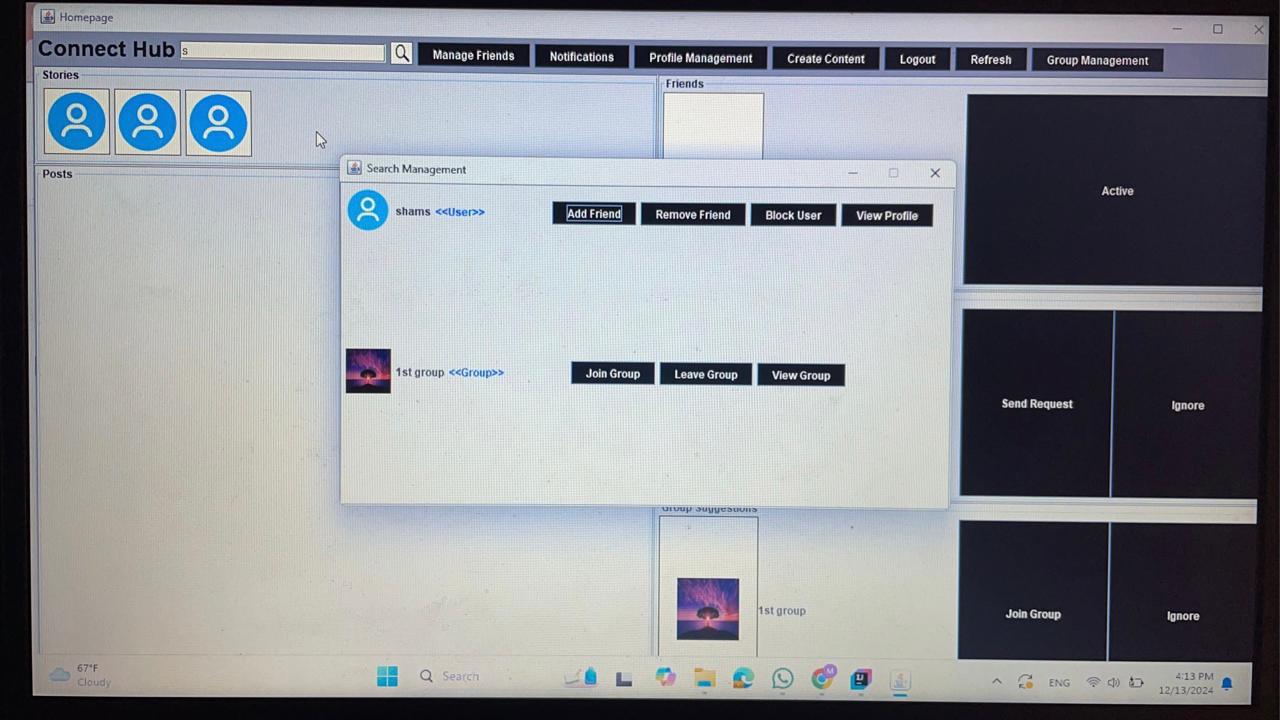 Homepage
Connect Hub s Manage Friends Notifications Profile Management Create Content Logout Refresh Group Management
Stories
Friends
Posts
Active
Search Management
shams <<User>> Add Friend Remove Friend Block User View Profile
1st group <<Group>> Join Group Leave Group View Group
Send Request Ignore
Group Suggestions
1st group
Join Group Ignore
67°F
Cloudy
Search
M
ENG
4:13 PM
12/13/2024